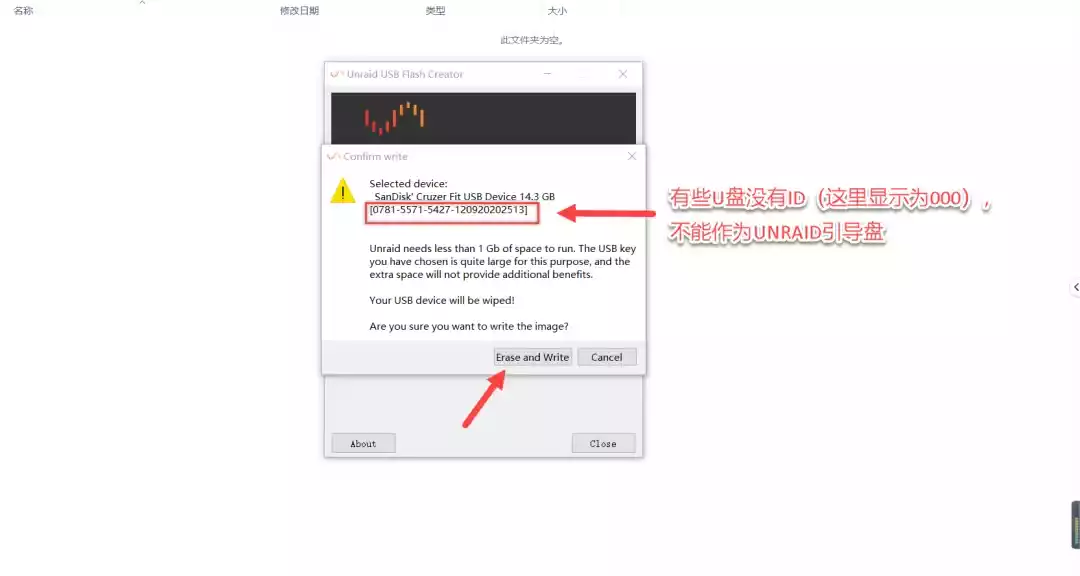 名称 修改日期 类型 大小
此文件夹为空。
Unraid USB Flash Creator
Confirm write
Selected device:
SanDisk' Cruzer Fit USB Device 14.3 GB
[0781-5571-5427-120920202513]
有些U盘没有ID（这里显示为000），
不能作为UNRAID引导盘
Unraid needs less than 1 Gb of space to run. The USB key
you have chosen is quite large for this purpose, and the
extra space will not provide additional benefits.
Your USB device will be wiped!
Are you sure you want to write the image?
Erase and Write Cancel
About Close